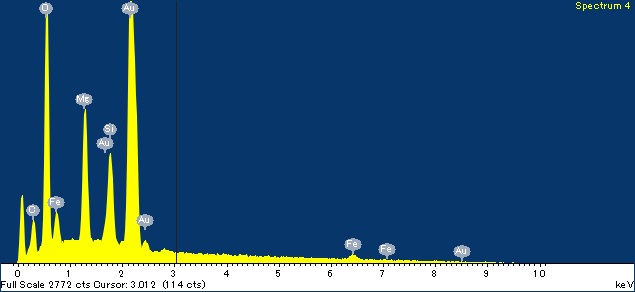 Spectrum 4
O Au
Mg
Si
Au
C Fe Au
Fe Fe Au
0 1 2 3 4 5 6 7 8 9 10
Full Scale 2772 cts Cursor: 3.012 (114 cts) keV